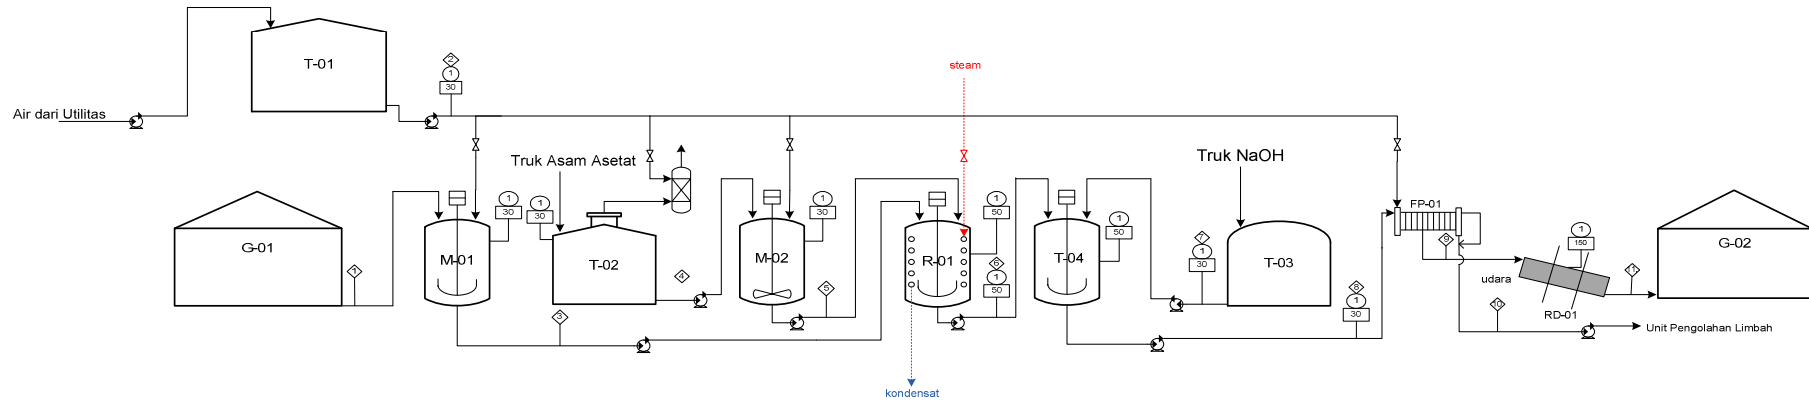 T-01
2
1
30
Air dari Utilitas
steam
Truk Asam Asetat
Truk NaOH
G-01
1
M-01
1
30
1
30
T-02
3
4
M-02
1
30
5
R-01
1
50
6
1
50
kondensat
T-04
1
50
7
1
30
T-03
8
1
30
FP-01
9
udara
1
150
RD-01
10
11
G-02
Unit Pengolahan Limbah